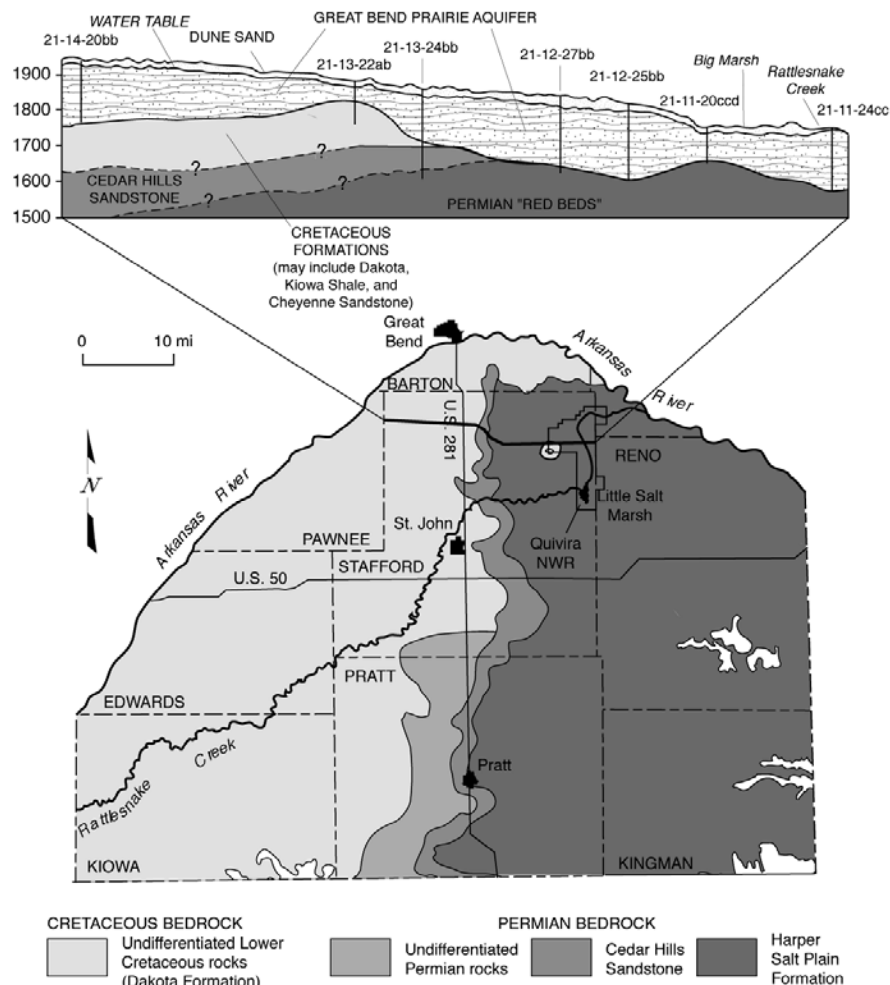 WATER TABLE
GREAT BEND PRAIRIE AQUIFER
21-14-20bb
DUNE SAND
21-13-24bb
21-13-22ab
21-12-27bb
21-12-25bb
Big Marsh
Rattlesnake
Creek
21-11-20ccd
21-11-24cc
1900
1800
1700
1600
1500
?
?
?
?
CEDAR HILLS
SANDSTONE
PERMIAN "RED BEDS"
CRETACEOUS
FORMATIONS
(may include Dakota,
Kiowa Shale, and
Cheyenne Sandstone)
0
10 mi
Great
Bend
Arkansas
River
BARTON
U.S. 281
N
Arkansas River
RENO
Little Salt
Marsh
St. John
PAWNEE
Quivira
NWR
STAFFORD
U.S. 50
PRATT
EDWARDS
Rattlesnake
Creek
Pratt
KIOWA
KINGMAN
CRETACEOUS BEDROCK
Undifferentiated Lower
Cretaceous rocks
(Dakota Formation)
PERMIAN BEDROCK
Undifferentiated
Permian rocks
Cedar Hills
Sandstone
Harper
Salt Plain
Formation